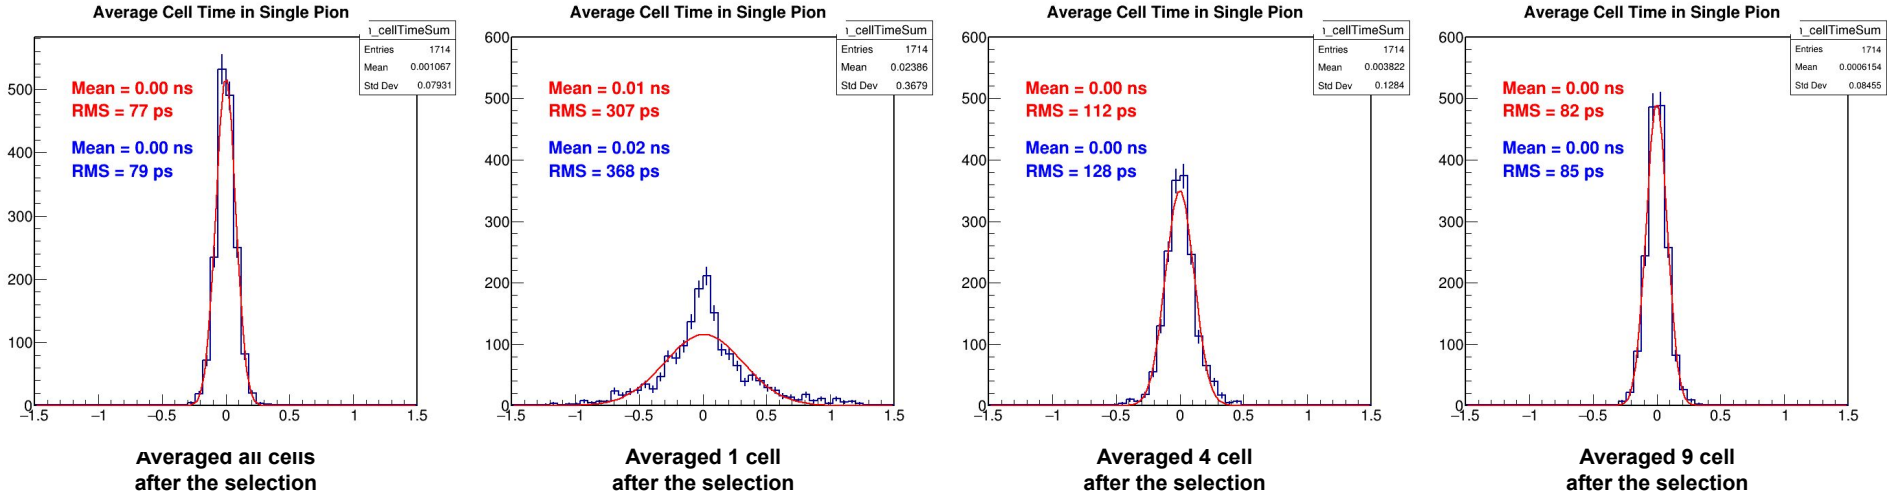 Average Cell Time in Single Pion
_cellTimeSum
Entries 1714
Mean 0.001067
Std Dev 0.07931
Mean = 0.00 ns
RMS = 77 ps
Mean = 0.00 ns
RMS = 79 ps
500
400
300
200
100
0
−1.5 −1 −0.5 0 0.5 1 1.5
Averaged all cells
after the selection
Average Cell Time in Single Pion
_cellTimeSum
Entries 1714
Mean 0.02386
Std Dev 0.3679
Mean = 0.01 ns
RMS = 307 ps
Mean = 0.02 ns
RMS = 368 ps
600
500
400
300
200
100
0
−1.5 −1 −0.5 0 0.5 1 1.5
Averaged 1 cell
after the selection
Average Cell Time in Single Pion
_cellTimeSum
Entries 1714
Mean 0.003822
Std Dev 0.1284
Mean = 0.00 ns
RMS = 112 ps
Mean = 0.00 ns
RMS = 128 ps
600
500
400
300
200
100
0
−1.5 −1 −0.5 0 0.5 1 1.5
Averaged 4 cell
after the selection
Average Cell Time in Single Pion
_cellTimeSum
Entries 1714
Mean 0.0006154
Std Dev 0.08455
Mean = 0.00 ns
RMS = 82 ps
Mean = 0.00 ns
RMS = 85 ps
600
500
400
300
200
100
0
−1.5 −1 −0.5 0 0.5 1 1.5
Averaged 9 cell
after the selection